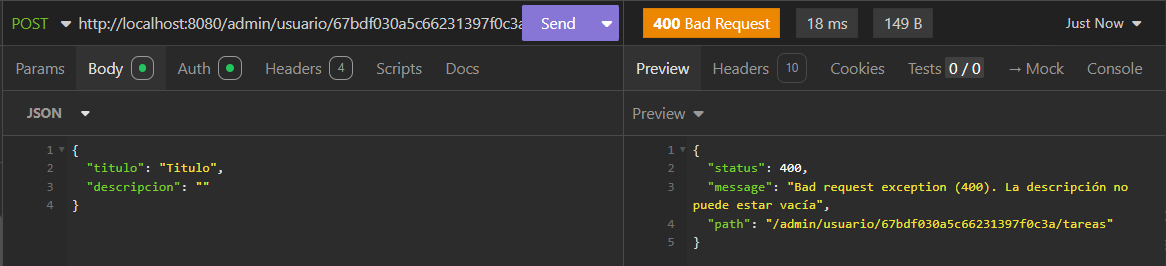 POST http://localhost:8080/admin/usuario/67bdf030a5c66231397f0c3a Send
Params Body Auth Headers 4 Scripts Docs
JSON
1 {
2 "titulo": "Titulo",
3 "descripcion": ""
4 }
400 Bad Request 18 ms 149 B Just Now
Preview Headers 10 Cookies Tests 0 / 0 → Mock Console
Preview
1 {
2 "status": 400,
3 "message": "Bad request exception (400). La descripción no
puede estar vacía",
4 "path": "/admin/usuario/67bdf030a5c66231397f0c3a/tareas"
5 }